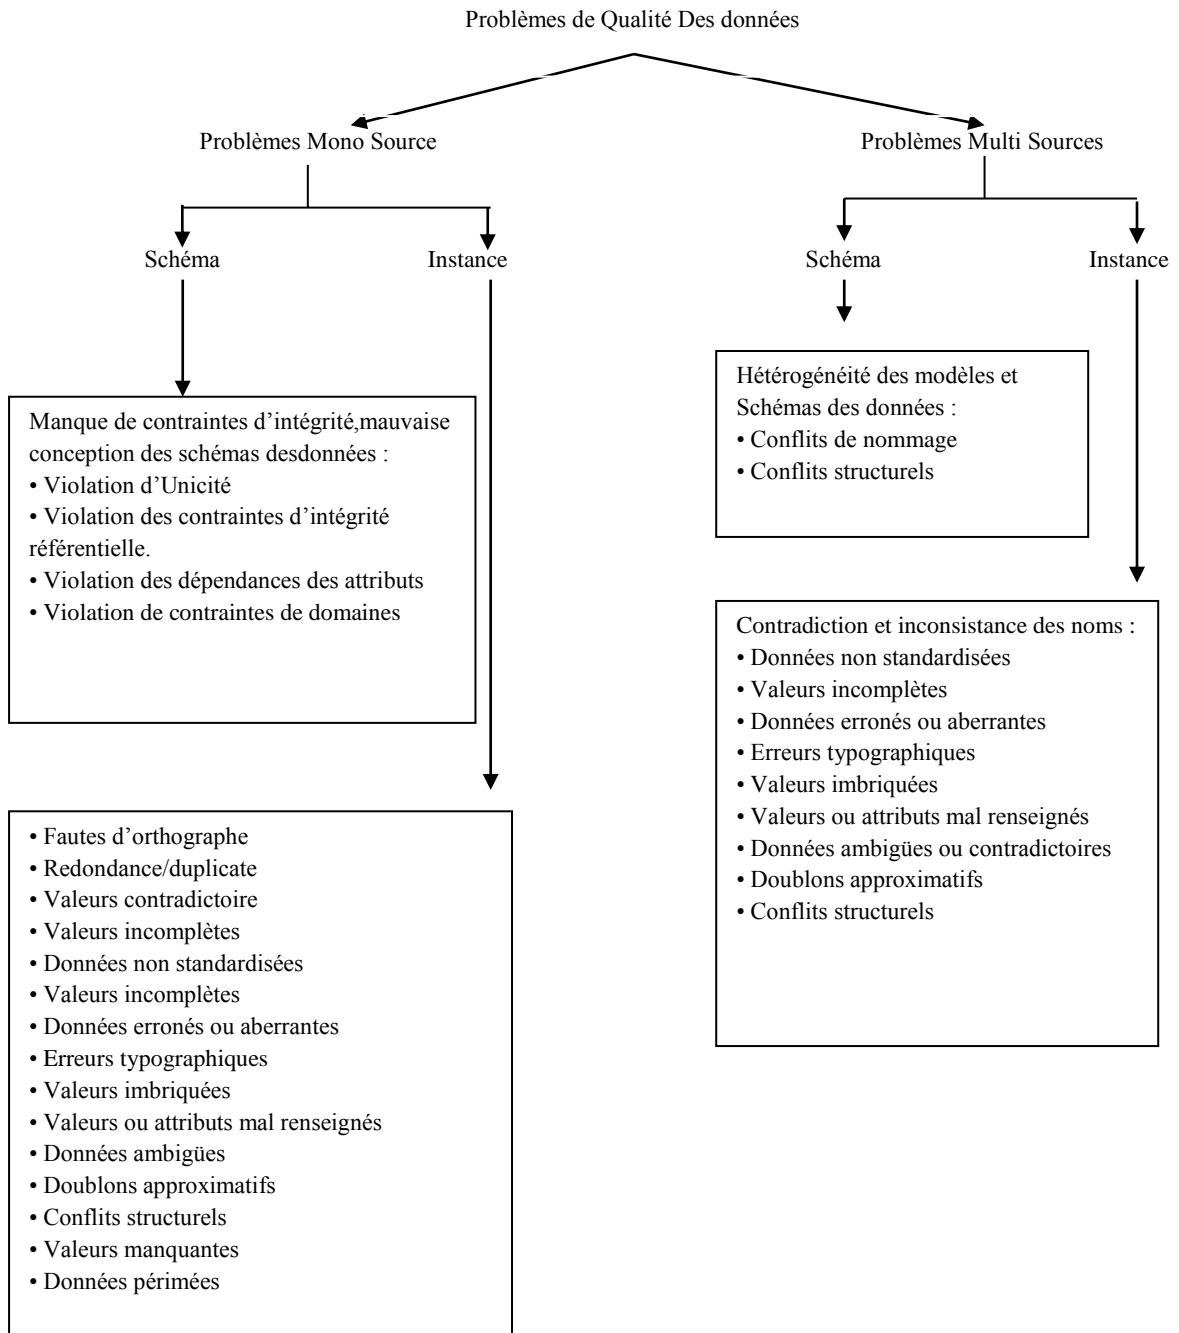 Problèmes de Qualité Des données
Problèmes Mono Source
Problèmes Multi Sources
Schéma
Instance
Schéma
Instance
Manque de contraintes d’intégrité,mauvaise
conception des schémas desdonnées :
• Violation d’Unicité
• Violation des contraintes d’intégrité
référentielle.
• Violation des dépendances des attributs
• Violation de contraintes de domaines
• Fautes d’orthographe
• Redondance/duplicate
• Valeurs contradictoire
• Valeurs incomplètes
• Données non standardisées
• Valeurs incomplètes
• Données erronés ou aberrantes
• Erreurs typographiques
• Valeurs imbriquées
• Valeurs ou attributs mal renseignés
• Données ambigües
• Doublons approximatifs
• Conflits structurels
• Valeurs manquantes
• Données périmées
Hétérogénéité des modèles et
Schémas des données :
• Conflits de nommage
• Conflits structurels
Contradiction et inconsistance des noms :
• Données non standardisées
• Valeurs incomplètes
• Données erronés ou aberrantes
• Erreurs typographiques
• Valeurs imbriquées
• Valeurs ou attributs mal renseignés
• Données ambigües ou contradictoires
• Doublons approximatifs
• Conflits structurels